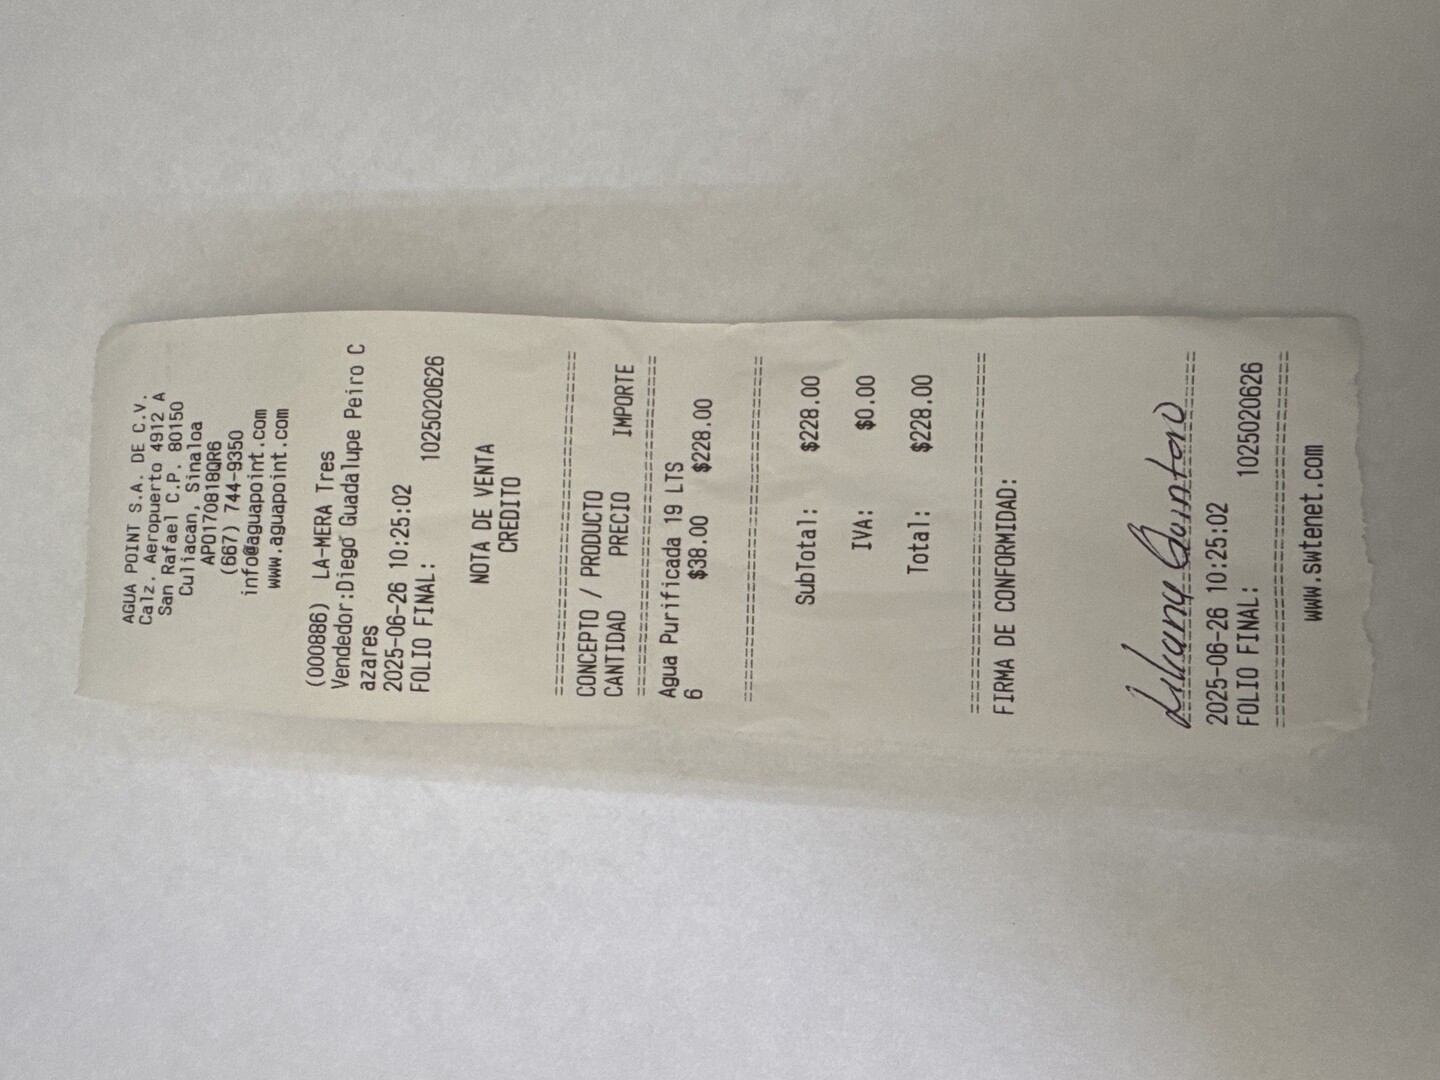 AGUA POINT S.A. DE C.V.
Calz. Aeropuerto 4912 A
San Rafael C.P. 80150
Culiacan, Sinaloa
APO170818QR6
(667) 744-9350
info@aguapoint.com
www.aguapoint.com
(000886) LA-MERA Tres
Vendedor:Diego Guadalupe Peiro C
azares
2025-06-26 10:25:02
FOLIO FINAL: 1025020626
NOTA DE VENTA
CREDITO
================================
CONCEPTO / PRODUCTO
CANTIDAD PRECIO IMPORTE
================================
Agua Purificada 19 LTS
6 $38.00 $228.00
================================
SubTotal: $228.00
IVA: $0.00
Total: $228.00
================================
FIRMA DE CONFORMIDAD:
Liliana Quintero
================================
2025-06-26 10:25:02
FOLIO FINAL: 1025020626
================================
www.swtenet.com